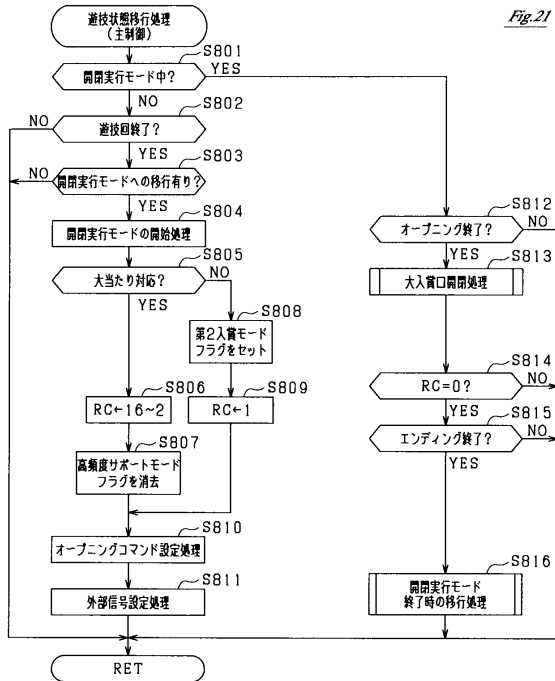 Fig.21
遊技状態移行処理
(主制御)
S801
開閉実行モード中?
YES
NO
S802
NO
遊技回終了?
YES
S803
NO
開閉実行モードへの移行有り?
YES
S804
開閉実行モードの開始処理
S805
大当たり対応?
NO
YES
S808
第2入賞モード
フラグをセット
S806
RC←16~2
S809
RC←1
S807
高頻度サポートモード
フラグを消去
S810
オープニングコマンド設定処理
S811
外部信号設定処理
RET
S812
オープニング終了?
NO
YES
S813
大入賞口開閉処理
S814
RC=0?
NO
YES
S815
エンディング終了?
NO
YES
S816
開閉実行モード
終了時の移行処理